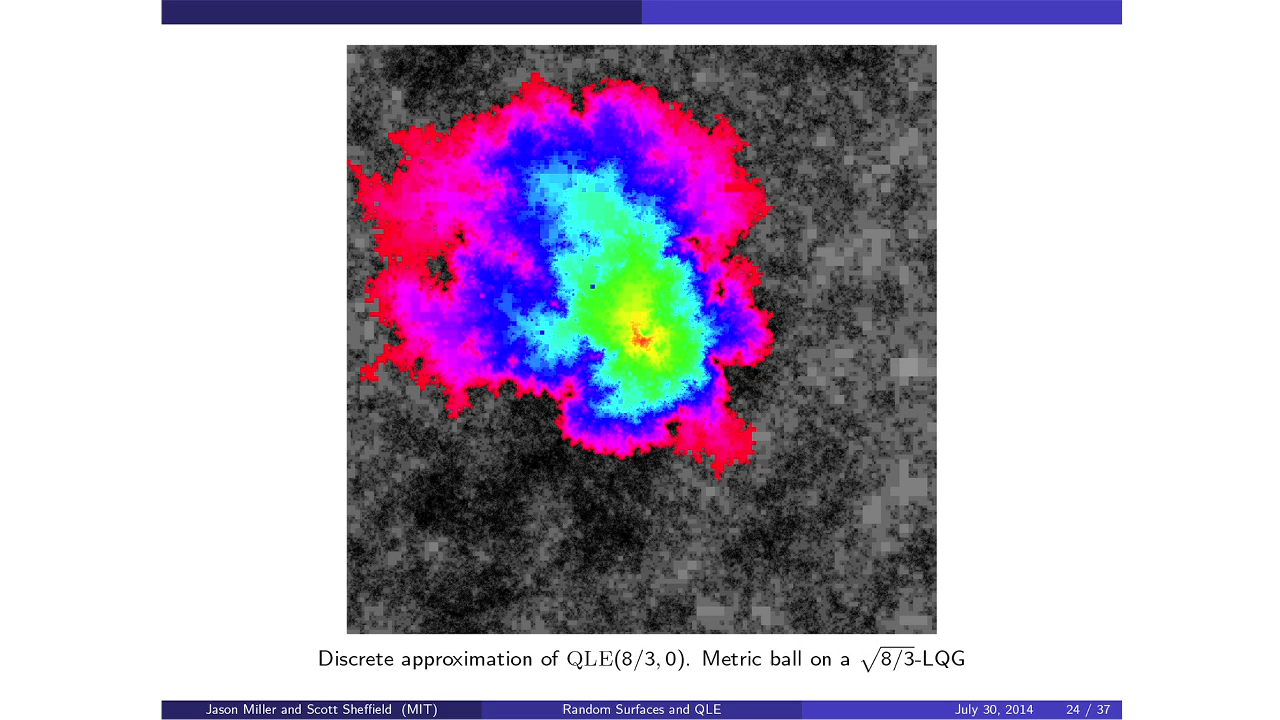 Discrete approximation of QLE(8/3, 0). Metric ball on a √8/3-LQG
Jason Miller and Scott Sheffield (MIT) Random Surfaces and QLE July 30, 2014 24 / 37